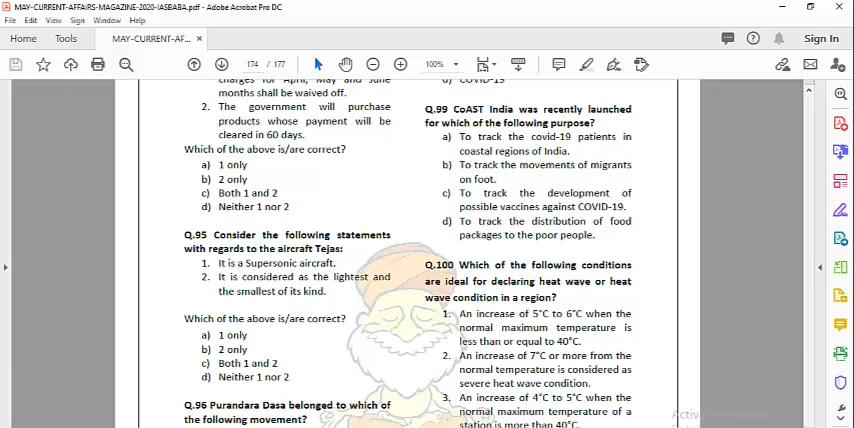 MAY-CURRENT-AFFAIRS-MAGAZINE-2020-IASBABA.pdf - Adobe Acrobat Pro DC
File Edit View Sign Window Help
Home Tools MAY-CURRENT-AF... × Sign In
174 / 177 100%
charges for April, May and June
months shall be waived off.
2. The government will purchase
products whose payment will be
cleared in 60 days.
Which of the above is/are correct?
a) 1 only
b) 2 only
c) Both 1 and 2
d) Neither 1 nor 2
Q.95 Consider the following statements
with regards to the aircraft Tejas:
1. It is a Supersonic aircraft.
2. It is considered as the lightest and
the smallest of its kind.
Which of the above is/are correct?
a) 1 only
b) 2 only
c) Both 1 and 2
d) Neither 1 nor 2
Q.96 Purandara Dasa belonged to which of
the following movement?
d) COVID-19
Q.99 CoAST India was recently launched
for which of the following purpose?
a) To track the covid-19 patients in
coastal regions of India.
b) To track the movements of migrants
on foot.
c) To track the development of
possible vaccines against COVID-19.
d) To track the distribution of food
packages to the poor people.
Q.100 Which of the following conditions
are ideal for declaring heat wave or heat
wave condition in a region?
1. An increase of 5°C to 6°C when the
normal maximum temperature is
less than or equal to 40°C.
2. An increase of 7°C or more from the
normal temperature is considered as
severe heat wave condition.
3. An increase of 4°C to 5°C when the
normal maximum temperature of a
station is more than 40°C.